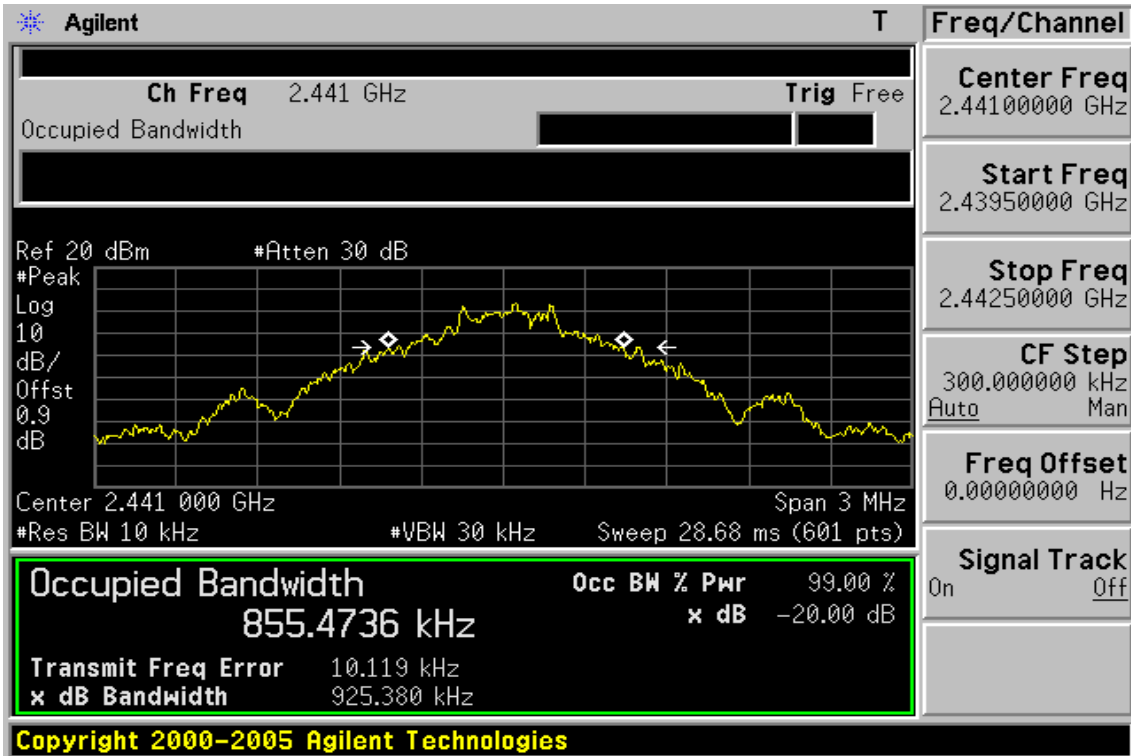 Agilent T
Freq/Channel
Ch Freq 2.441 GHz Trig Free
Occupied Bandwidth
Center Freq
2.44100000 GHz
Start Freq
2.43950000 GHz
Stop Freq
2.44250000 GHz
CF Step
300.000000 kHz
Auto Man
Freq Offset
0.00000000 Hz
Signal Track
On Off
Ref 20 dBm #Atten 30 dB
#Peak
Log
10
dB/
Offst
0.9
dB
Center 2.441 000 GHz Span 3 MHz
#Res BW 10 kHz #VBW 30 kHz Sweep 28.68 ms (601 pts)
Occupied Bandwidth
855.4736 kHz
Occ BW % Pwr 99.00 %
x dB -20.00 dB
Transmit Freq Error 10.119 kHz
x dB Bandwidth 925.380 kHz
Copyright 2000-2005 Agilent Technologies